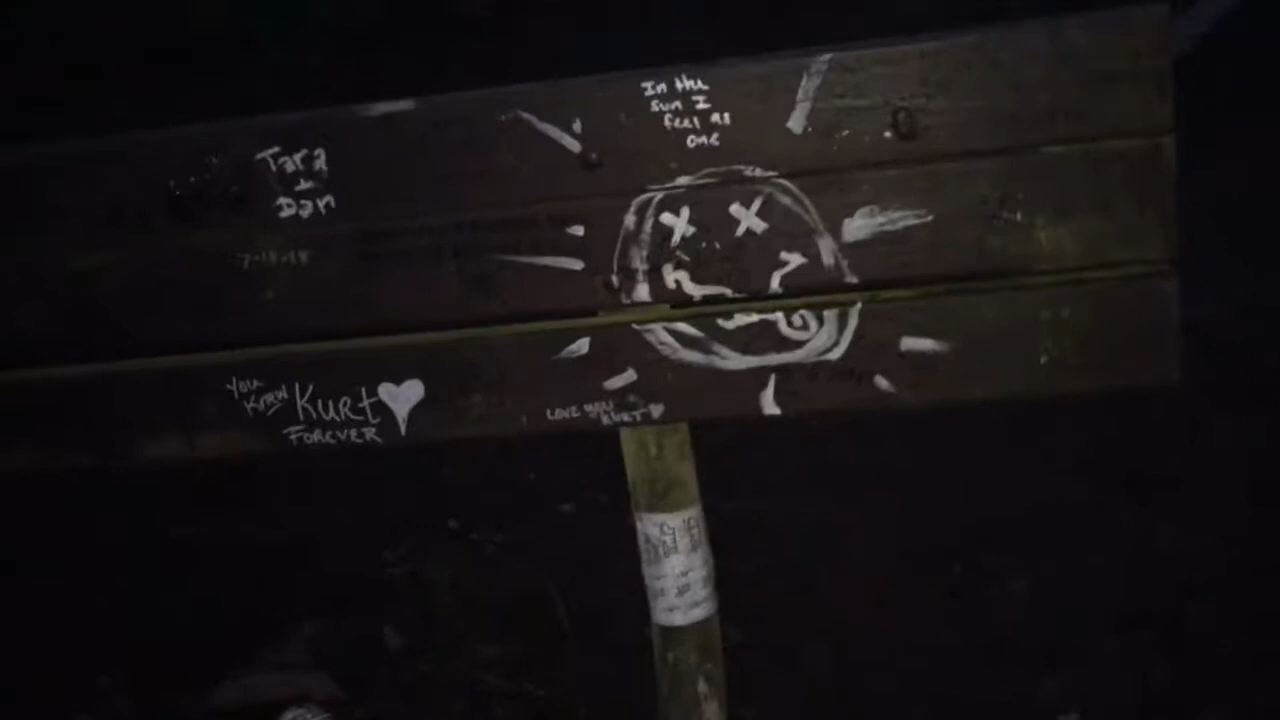 In the
sun I
feel as
one
Tara
+
Dan
You
Know
Kurt
Forever
LOVE YOU
KURT